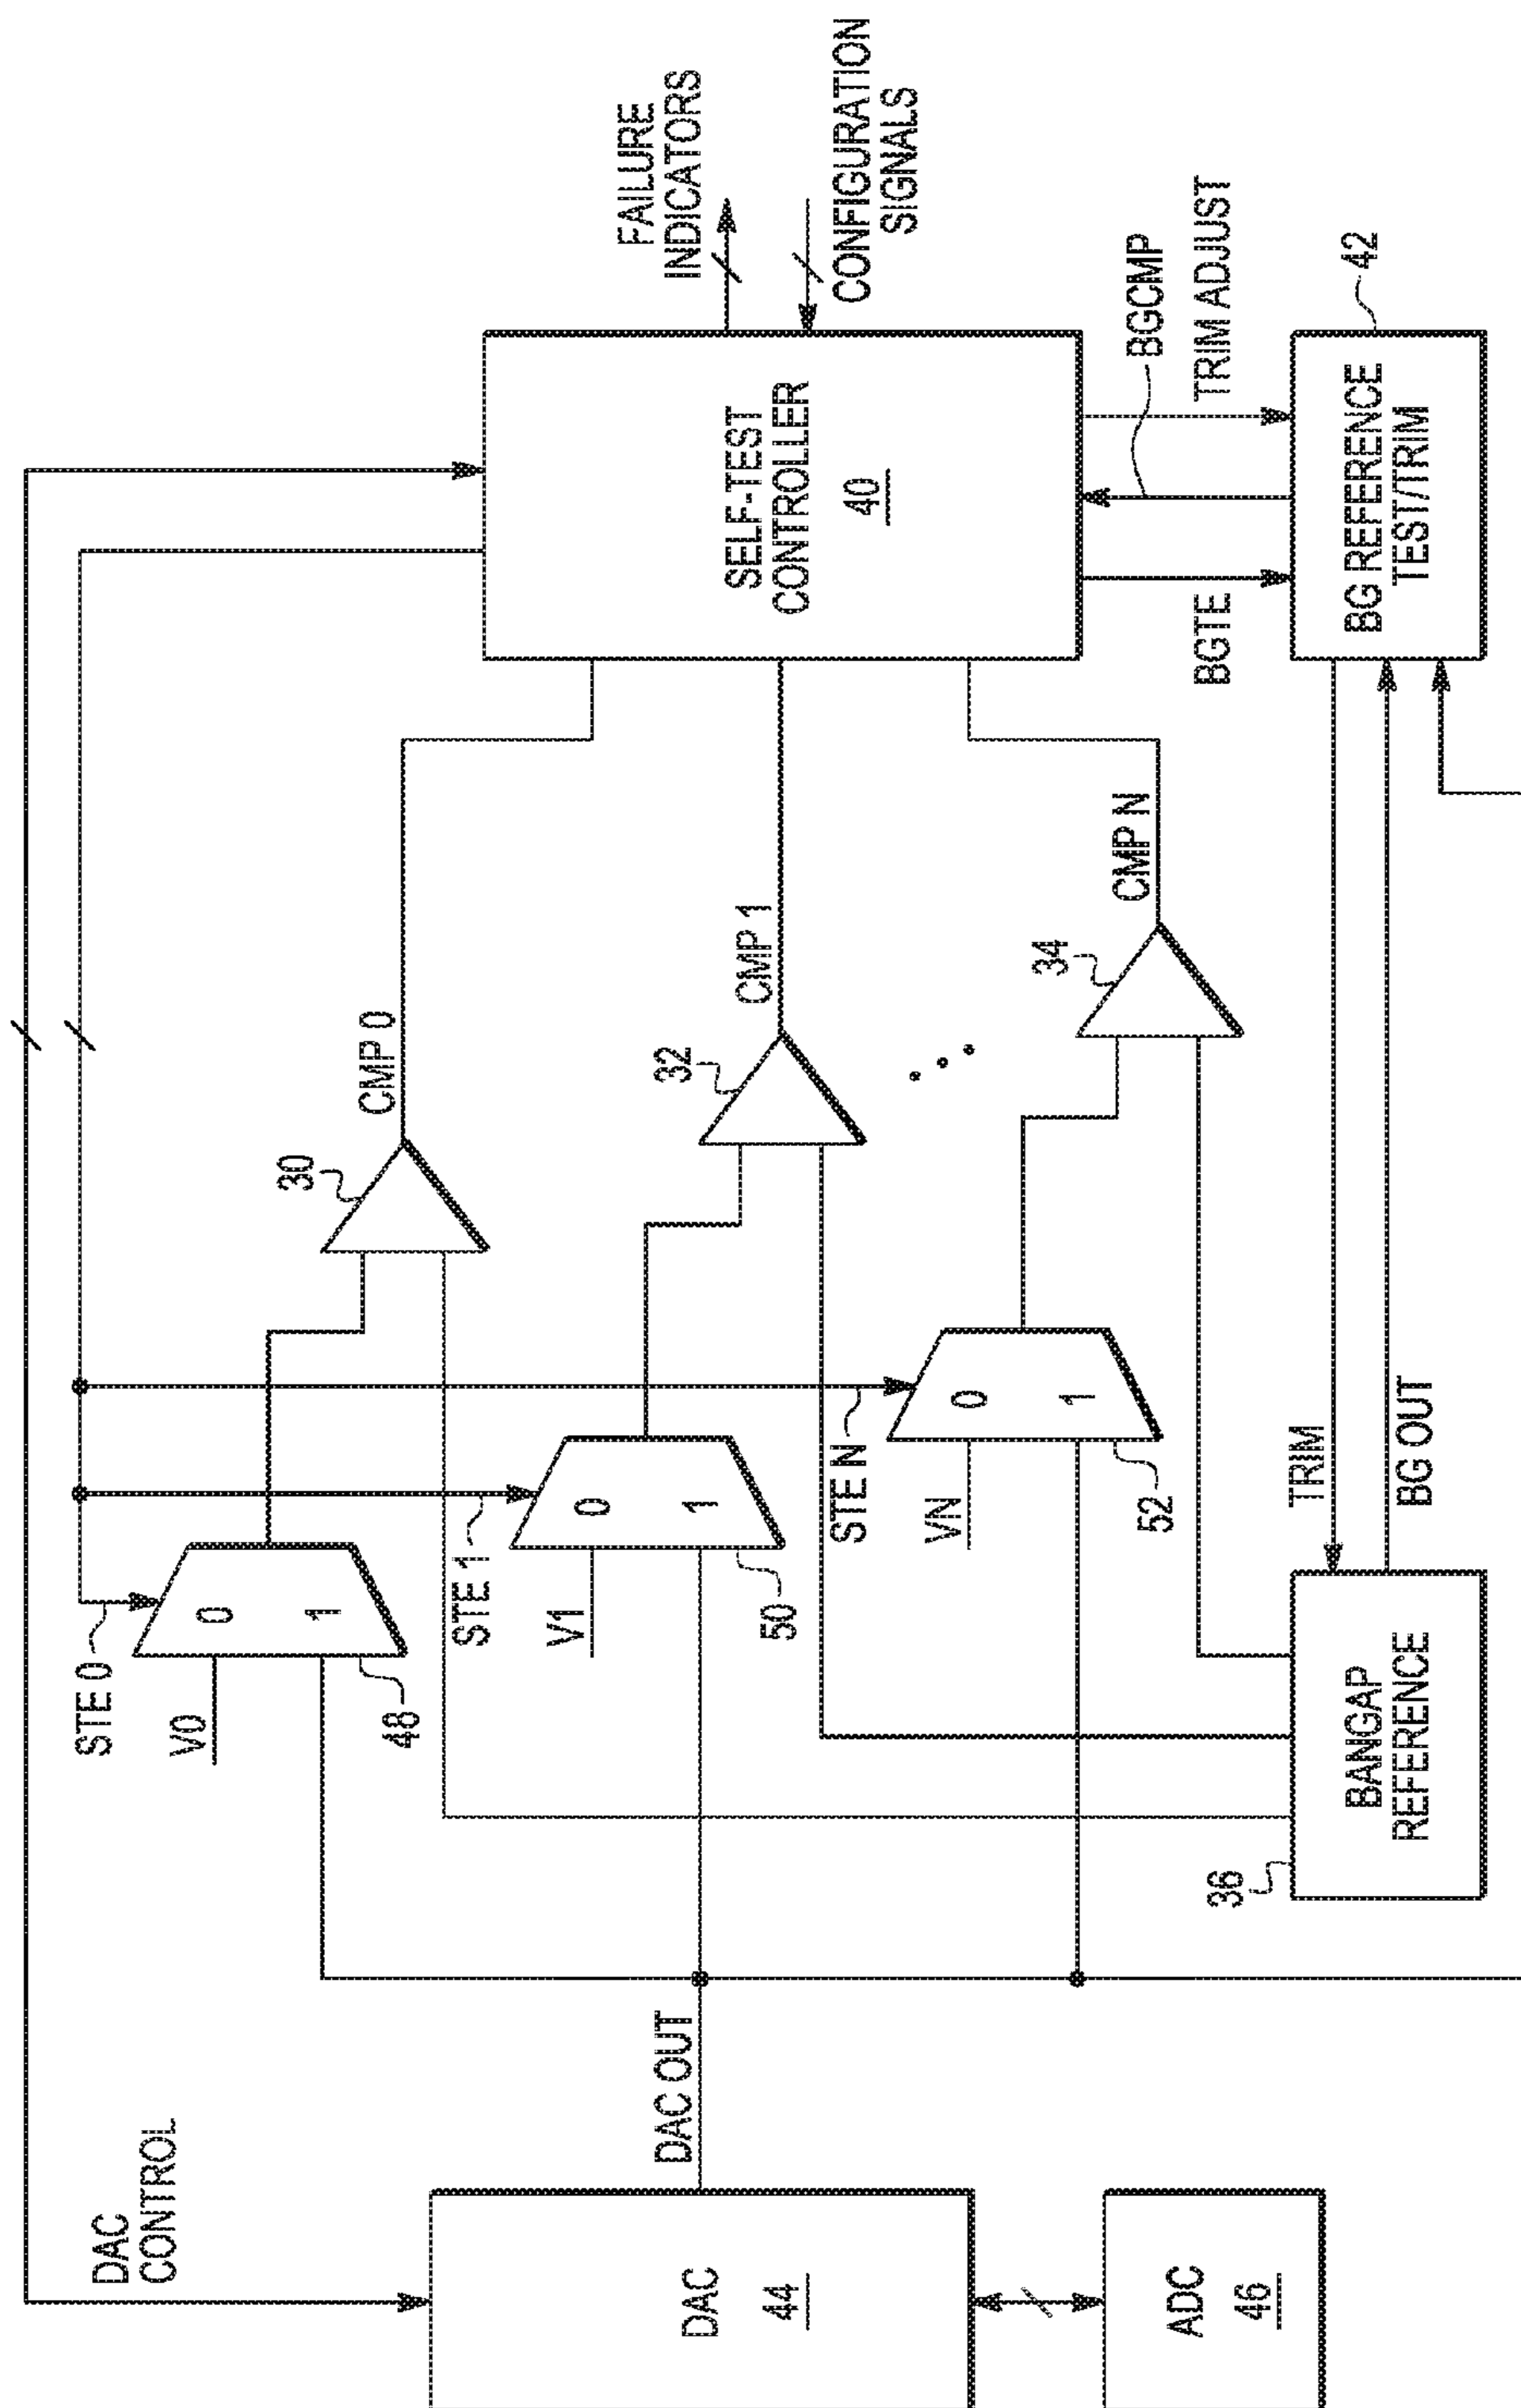 DAC
CONTROL
DAC
44
ADC
46
DAC OUT
STE 0
V0
0
1
48
STE 1
V1
0
1
50
STE N
VN
0
1
52
30
CMP 0
32
CMP 1
34
CMP N
36
BANGAP
REFERENCE
TRIM
BG OUT
SELF-TEST
CONTROLLER
40
FAILURE
INDICATORS
CONFIGURATION
SIGNALS
BGTE
BGCMP
TRIM ADJUST
BG REFERENCE
TEST/TRIM
42